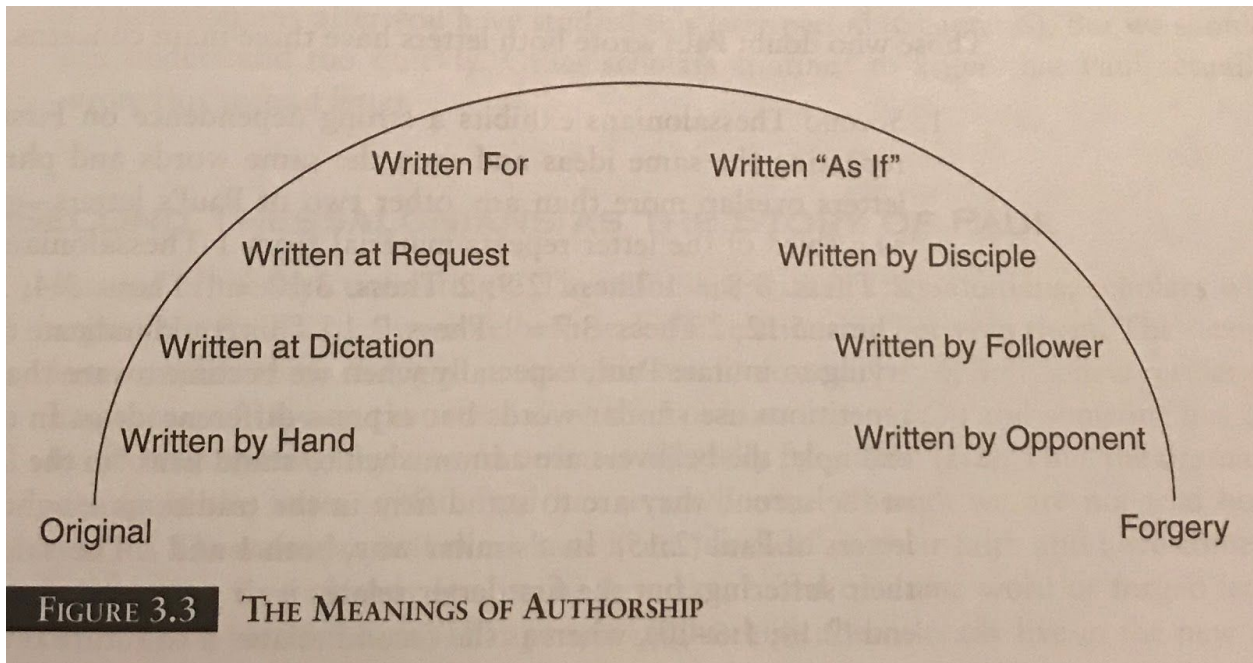 Written For
Written "As If"
Written at Request
Written by Disciple
Written at Dictation
Written by Follower
Written by Hand
Written by Opponent
Original
Forgery
FIGURE 3.3 THE MEANINGS OF AUTHORSHIP